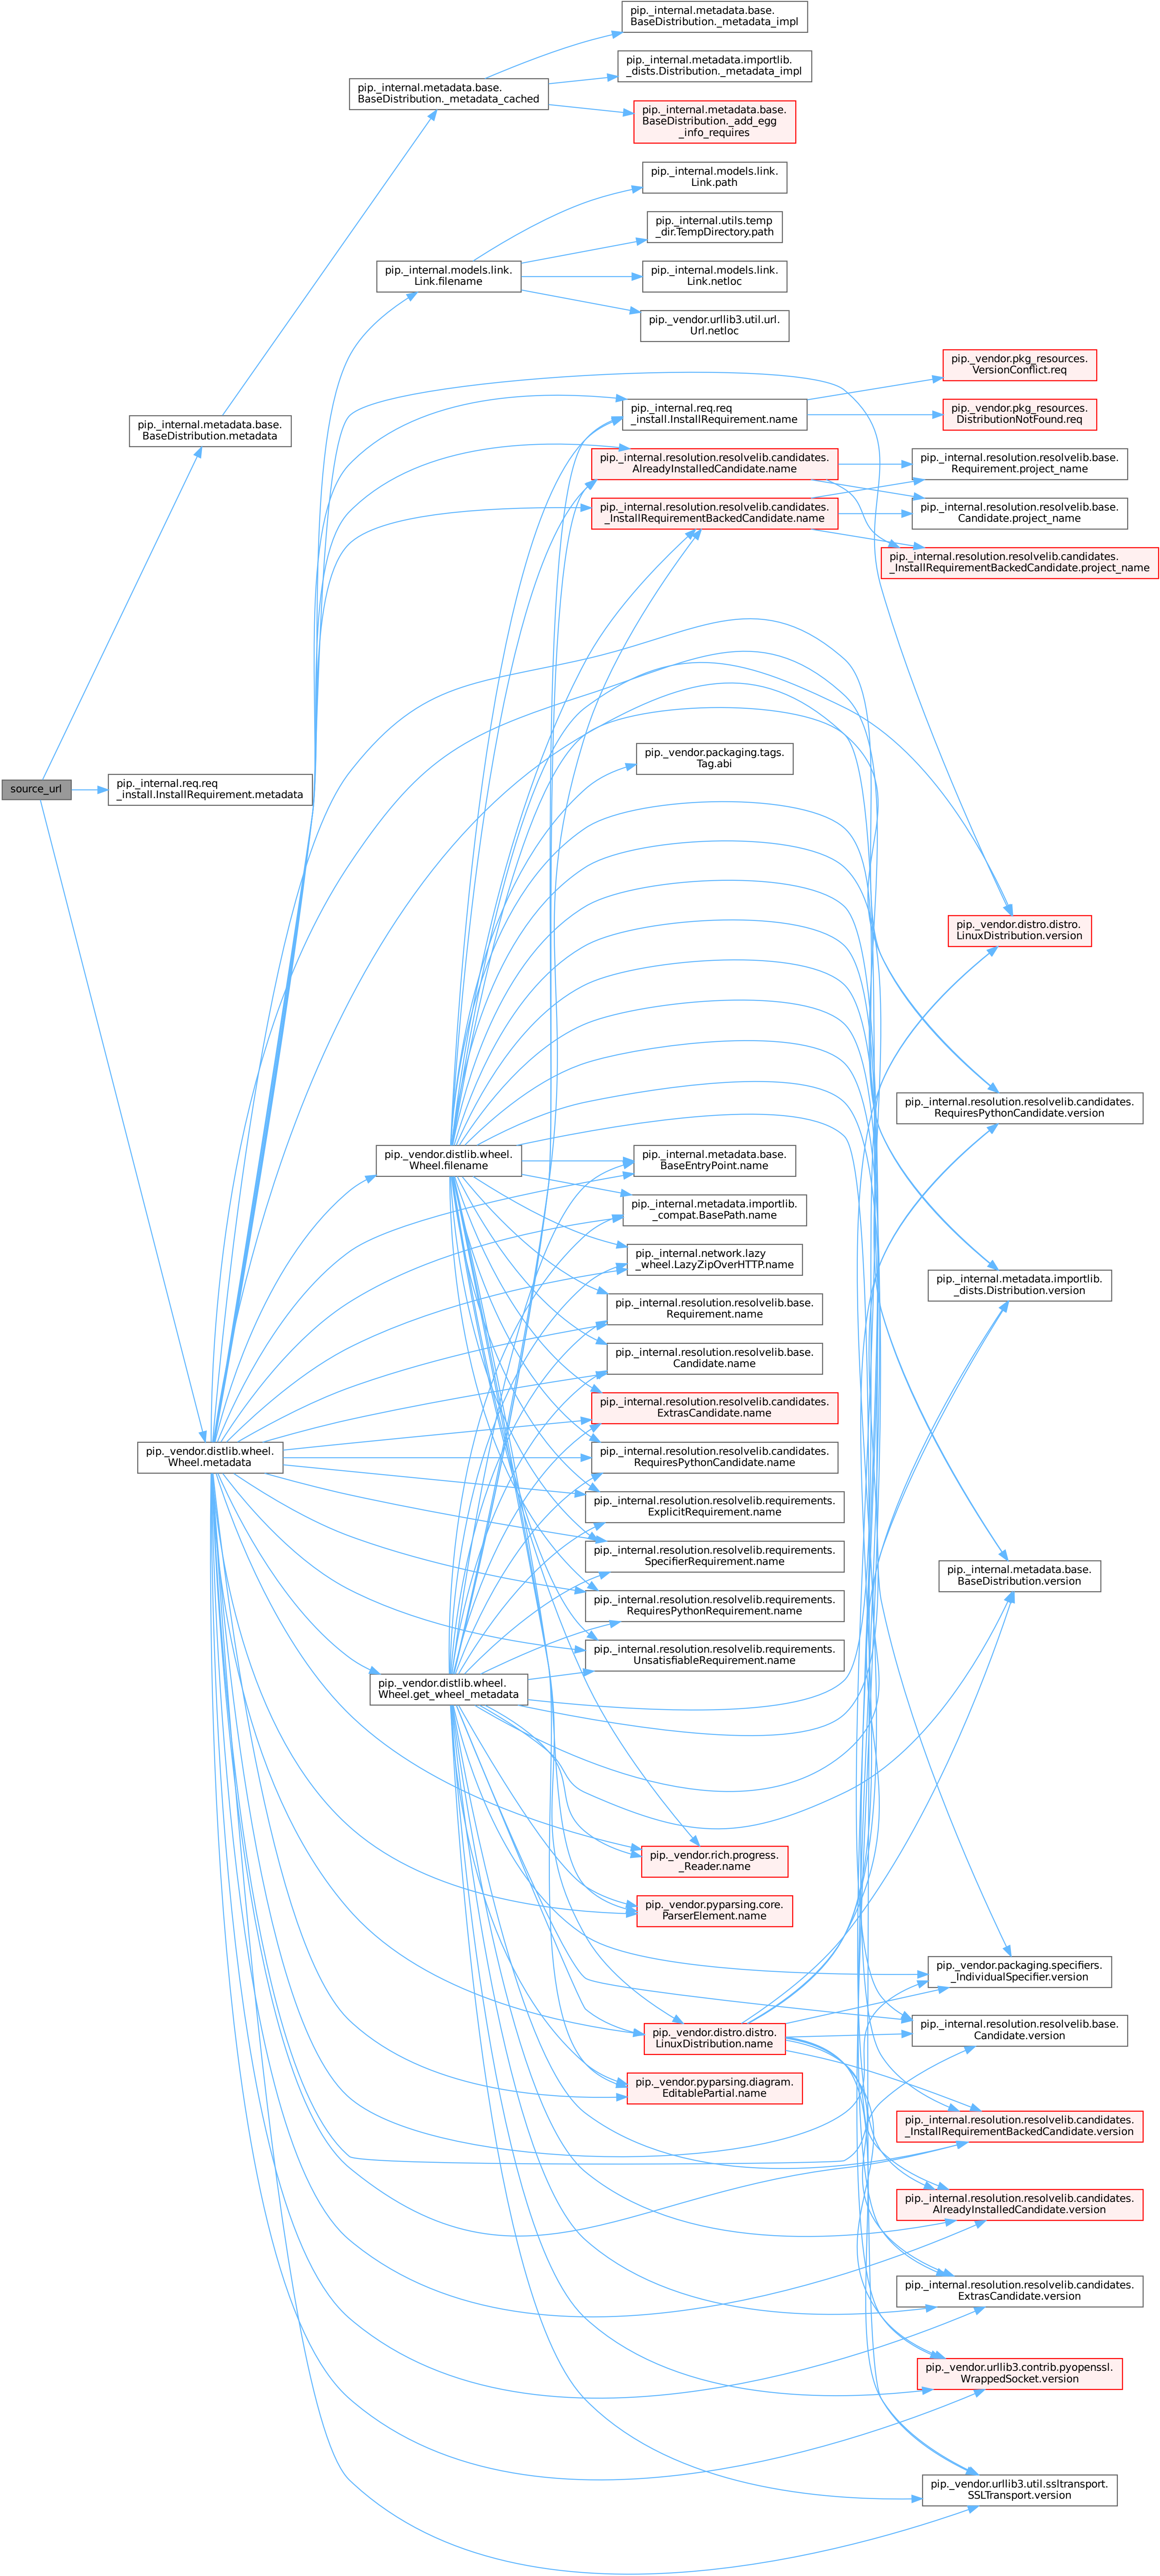 pip._internal.metadata.base.
BaseDistribution._metadata_impl
pip._internal.metadata.importlib.
_dists.Distribution._metadata_impl
pip._internal.metadata.base.
BaseDistribution._metadata_cached
pip._internal.metadata.base.
BaseDistribution._add_egg
_info_requires
pip._internal.models.link.
Link.path
pip._internal.utils.temp
_dir.TempDirectory.path
pip._internal.models.link.
Link.filename
pip._internal.models.link.
Link.netloc
pip._vendor.urllib3.util.url.
Url.netloc
pip._vendor.pkg_resources.
VersionConflict.req
pip._internal.metadata.base.
BaseDistribution.metadata
pip._internal.req.req
_install.InstallRequirement.name
pip._vendor.pkg_resources.
DistributionNotFound.req
pip._internal.resolution.resolvelib.candidates.
AlreadyInstalledCandidate.name
pip._internal.resolution.resolvelib.base.
Requirement.project_name
pip._internal.resolution.resolvelib.candidates.
_InstallRequirementBackedCandidate.name
pip._internal.resolution.resolvelib.base.
Candidate.project_name
pip._internal.resolution.resolvelib.candidates.
_InstallRequirementBackedCandidate.project_name
pip._vendor.packaging.tags.
Tag.abi
source_url
pip._internal.req.req
_install.InstallRequirement.metadata
pip._vendor.distro.distro.
LinuxDistribution.version
pip._internal.resolution.resolvelib.candidates.
RequiresPythonCandidate.version
pip._vendor.distlib.wheel.
Wheel.filename
pip._internal.metadata.base.
BaseEntryPoint.name
pip._internal.metadata.importlib.
_compat.BasePath.name
pip._internal.network.lazy
_wheel.LazyZipOverHTTP.name
pip._internal.metadata.importlib.
_dists.Distribution.version
pip._internal.resolution.resolvelib.base.
Requirement.name
pip._internal.resolution.resolvelib.base.
Candidate.name
pip._internal.resolution.resolvelib.candidates.
ExtrasCandidate.name
pip._vendor.distlib.wheel.
Wheel.metadata
pip._internal.resolution.resolvelib.candidates.
RequiresPythonCandidate.name
pip._internal.resolution.resolvelib.requirements.
ExplicitRequirement.name
pip._internal.resolution.resolvelib.requirements.
SpecifierRequirement.name
pip._internal.metadata.base.
BaseDistribution.version
pip._internal.resolution.resolvelib.requirements.
RequiresPythonRequirement.name
pip._internal.resolution.resolvelib.requirements.
UnsatisfiableRequirement.name
pip._vendor.distlib.wheel.
Wheel.get_wheel_metadata
pip._vendor.rich.progress.
_Reader.name
pip._vendor.pyparsing.core.
ParserElement.name
pip._vendor.packaging.specifiers.
_IndividualSpecifier.version
pip._vendor.distro.distro.
LinuxDistribution.name
pip._internal.resolution.resolvelib.base.
Candidate.version
pip._vendor.pyparsing.diagram.
EditablePartial.name
pip._internal.resolution.resolvelib.candidates.
_InstallRequirementBackedCandidate.version
pip._internal.resolution.resolvelib.candidates.
AlreadyInstalledCandidate.version
pip._internal.resolution.resolvelib.candidates.
ExtrasCandidate.version
pip._vendor.urllib3.contrib.pyopenssl.
WrappedSocket.version
pip._vendor.urllib3.util.ssltransport.
SSLTransport.version